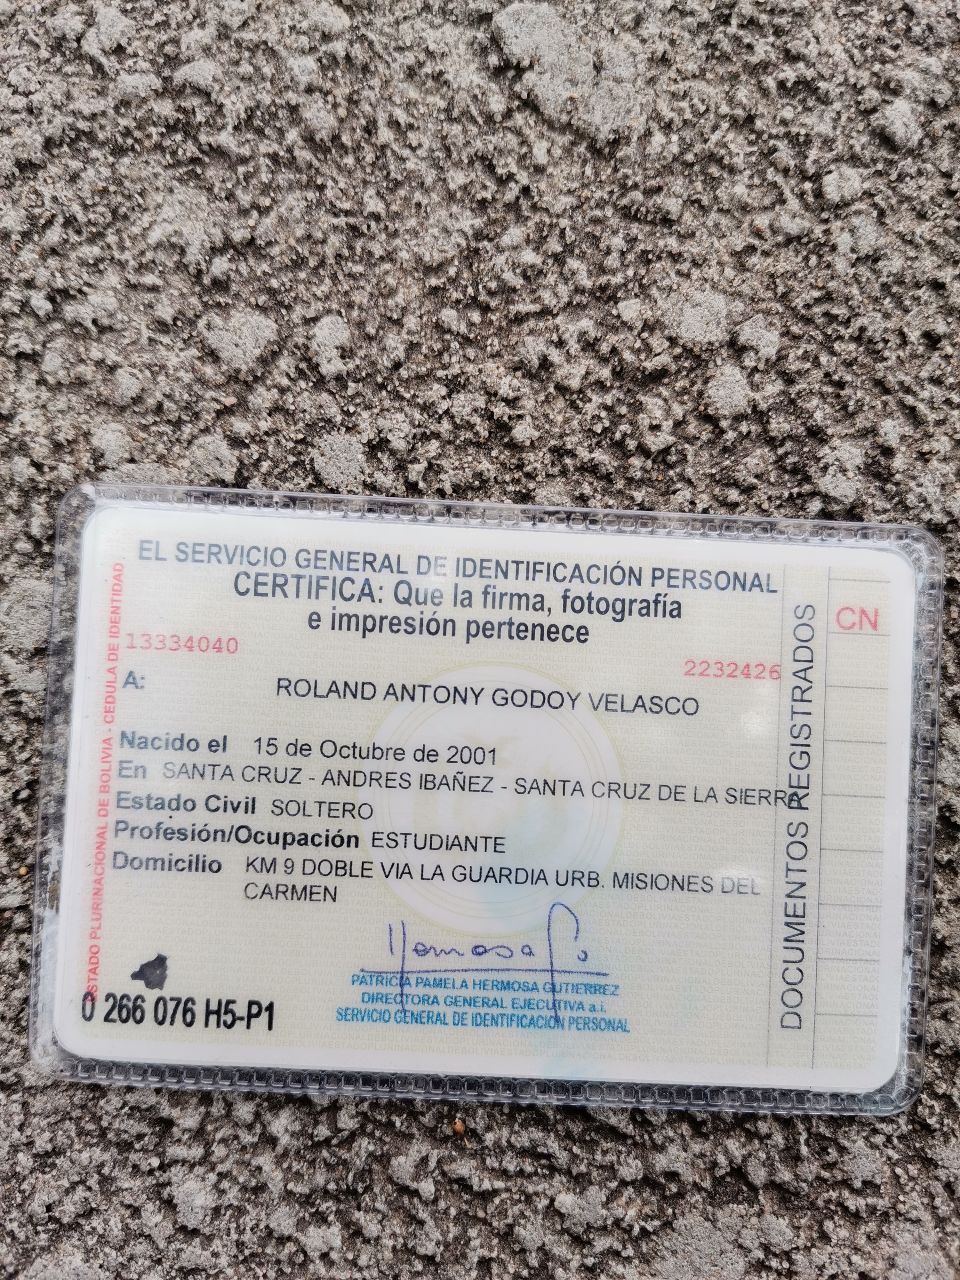 EL SERVICIO GENERAL DE IDENTIFICACIÓN PERSONAL
CERTIFICA: Que la firma, fotografía
e impresión pertenece
13334040
2232426
A:
ROLAND ANTONY GODOY VELASCO
Nacido el 15 de Octubre de 2001
En SANTA CRUZ - ANDRES IBAÑEZ - SANTA CRUZ DE LA SIERRA
Estado Civil SOLTERO
Profesión/Ocupación ESTUDIANTE
Domicilio KM 9 DOBLE VIA LA GUARDIA URB. MISIONES DEL
CARMEN
PATRICIA PAMELA HERMOSA GUTIERREZ
DIRECTORA GENERAL EJECUTIVA a.i.
SERVICIO GENERAL DE IDENTIFICACIÓN PERSONAL
0 266 076 H5-P1
ESTADO PLURINACIONAL DE BOLIVIA - CEDULA DE IDENTIDAD
DOCUMENTOS REGISTRADOS
CN